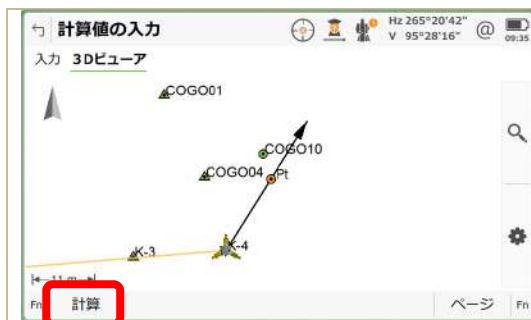 計算値の入力
Hz 265°20'42"
V 95°28'16"
@
09:35
入力 3Dビューア
COGO01
COGO10
COGO04
Pt
K-3
K-4
11 m
Fn 計算 ページ Fn